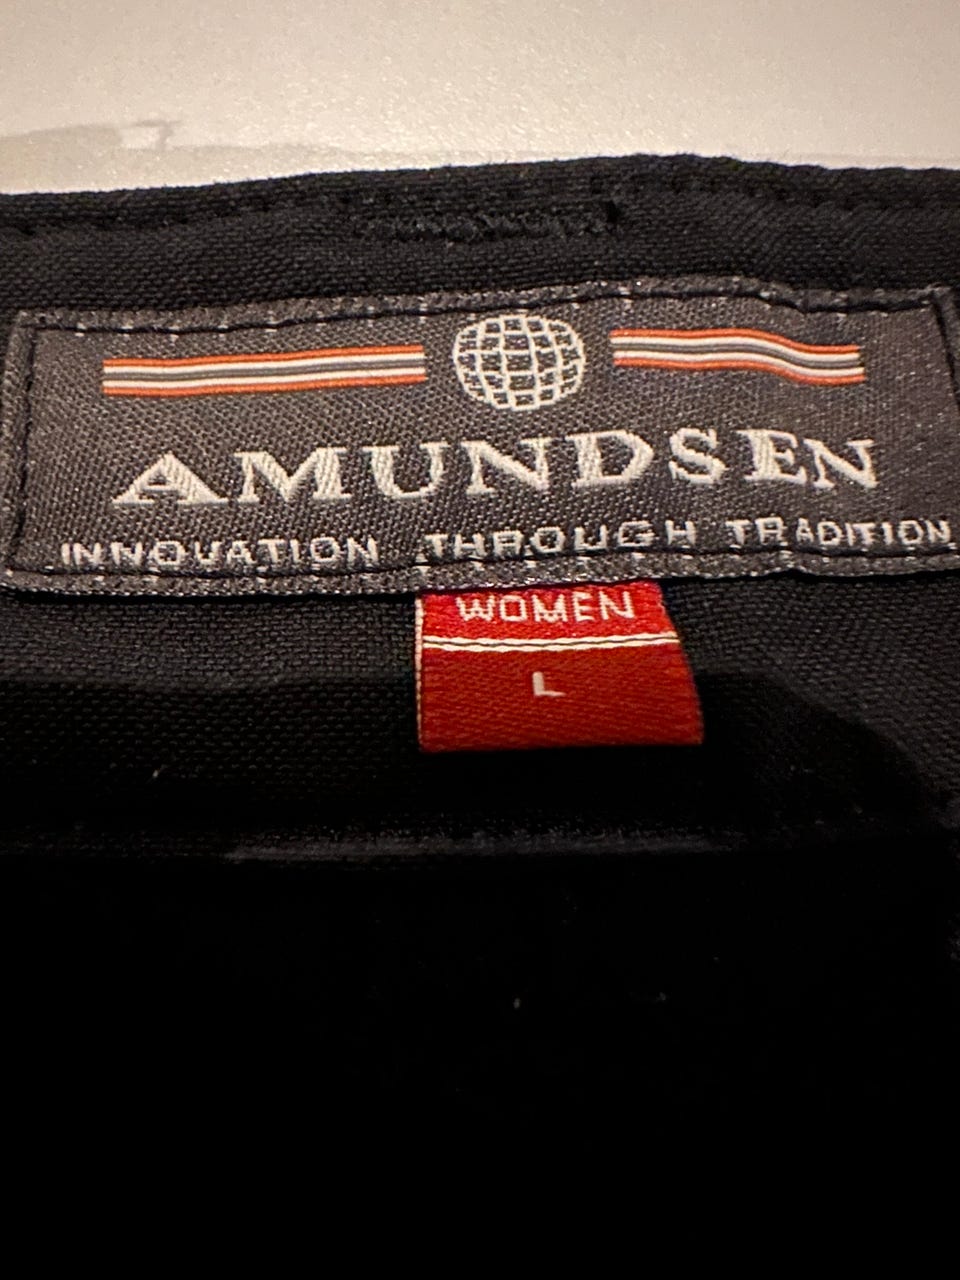 AMUNDSEN
INNOVATION THROUGH TRADITION
WOMEN
L